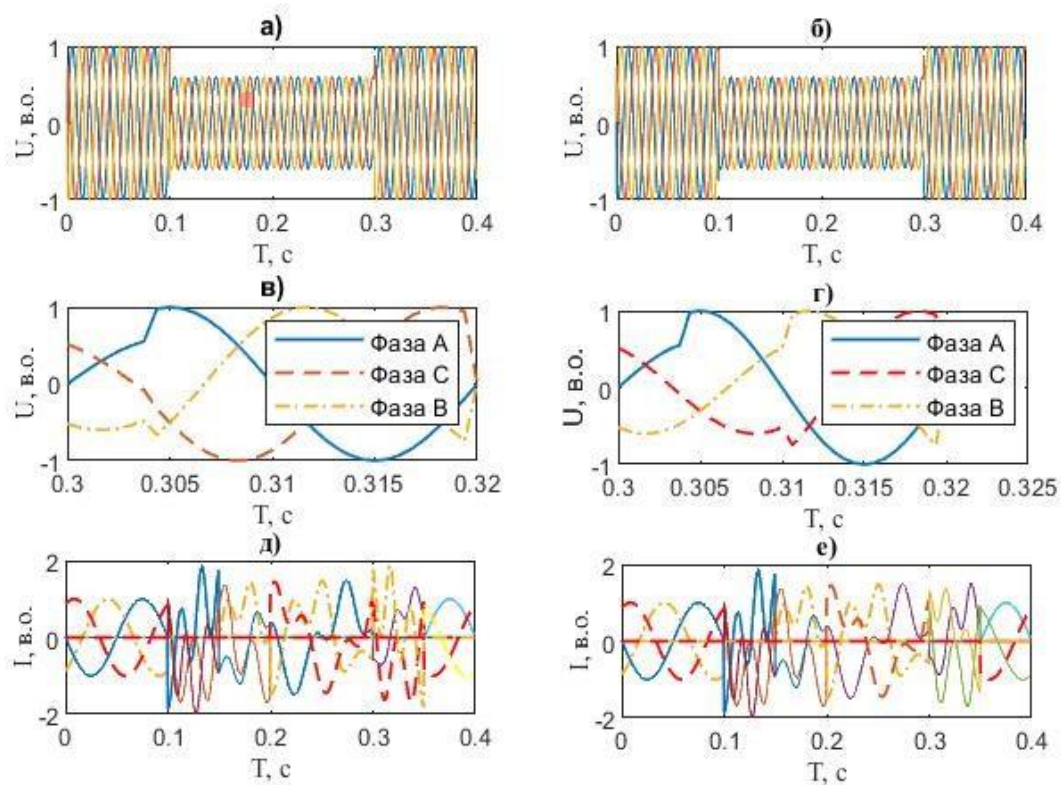 а)
U, в.о.
1
0
-1
0
0.1
0.2
0.3
0.4
Т, с
б)
U, в.о.
1
0
-1
0
0.1
0.2
0.3
0.4
Т, с
в)
U, в.о.
1
0
-1
Фаза А
Фаза С
Фаза В
0.3
0.305
0.31
0.315
0.32
Т, с
г)
U, в.о.
1
0
-1
Фаза А
Фаза С
Фаза В
0.3
0.305
0.31
0.315
0.32
0.325
Т, с
д)
I, в.о.
2
0
-2
0
0.1
0.2
0.3
0.4
Т, с
е)
I, в.о.
2
0
-2
0
0.1
0.2
0.3
0.4
Т, с